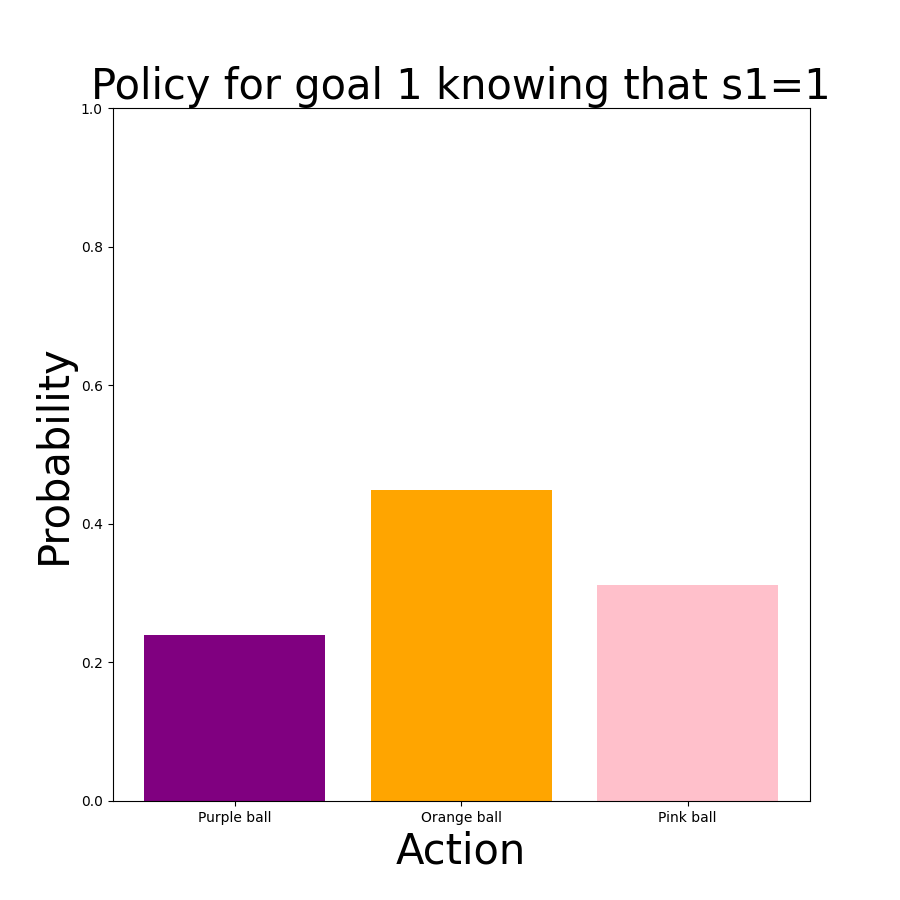 Policy for goal 1 knowing that s1=1
1.0
0.8
0.6
0.4
0.2
0.0
Probability
Purple ball
Orange ball
Pink ball
Action